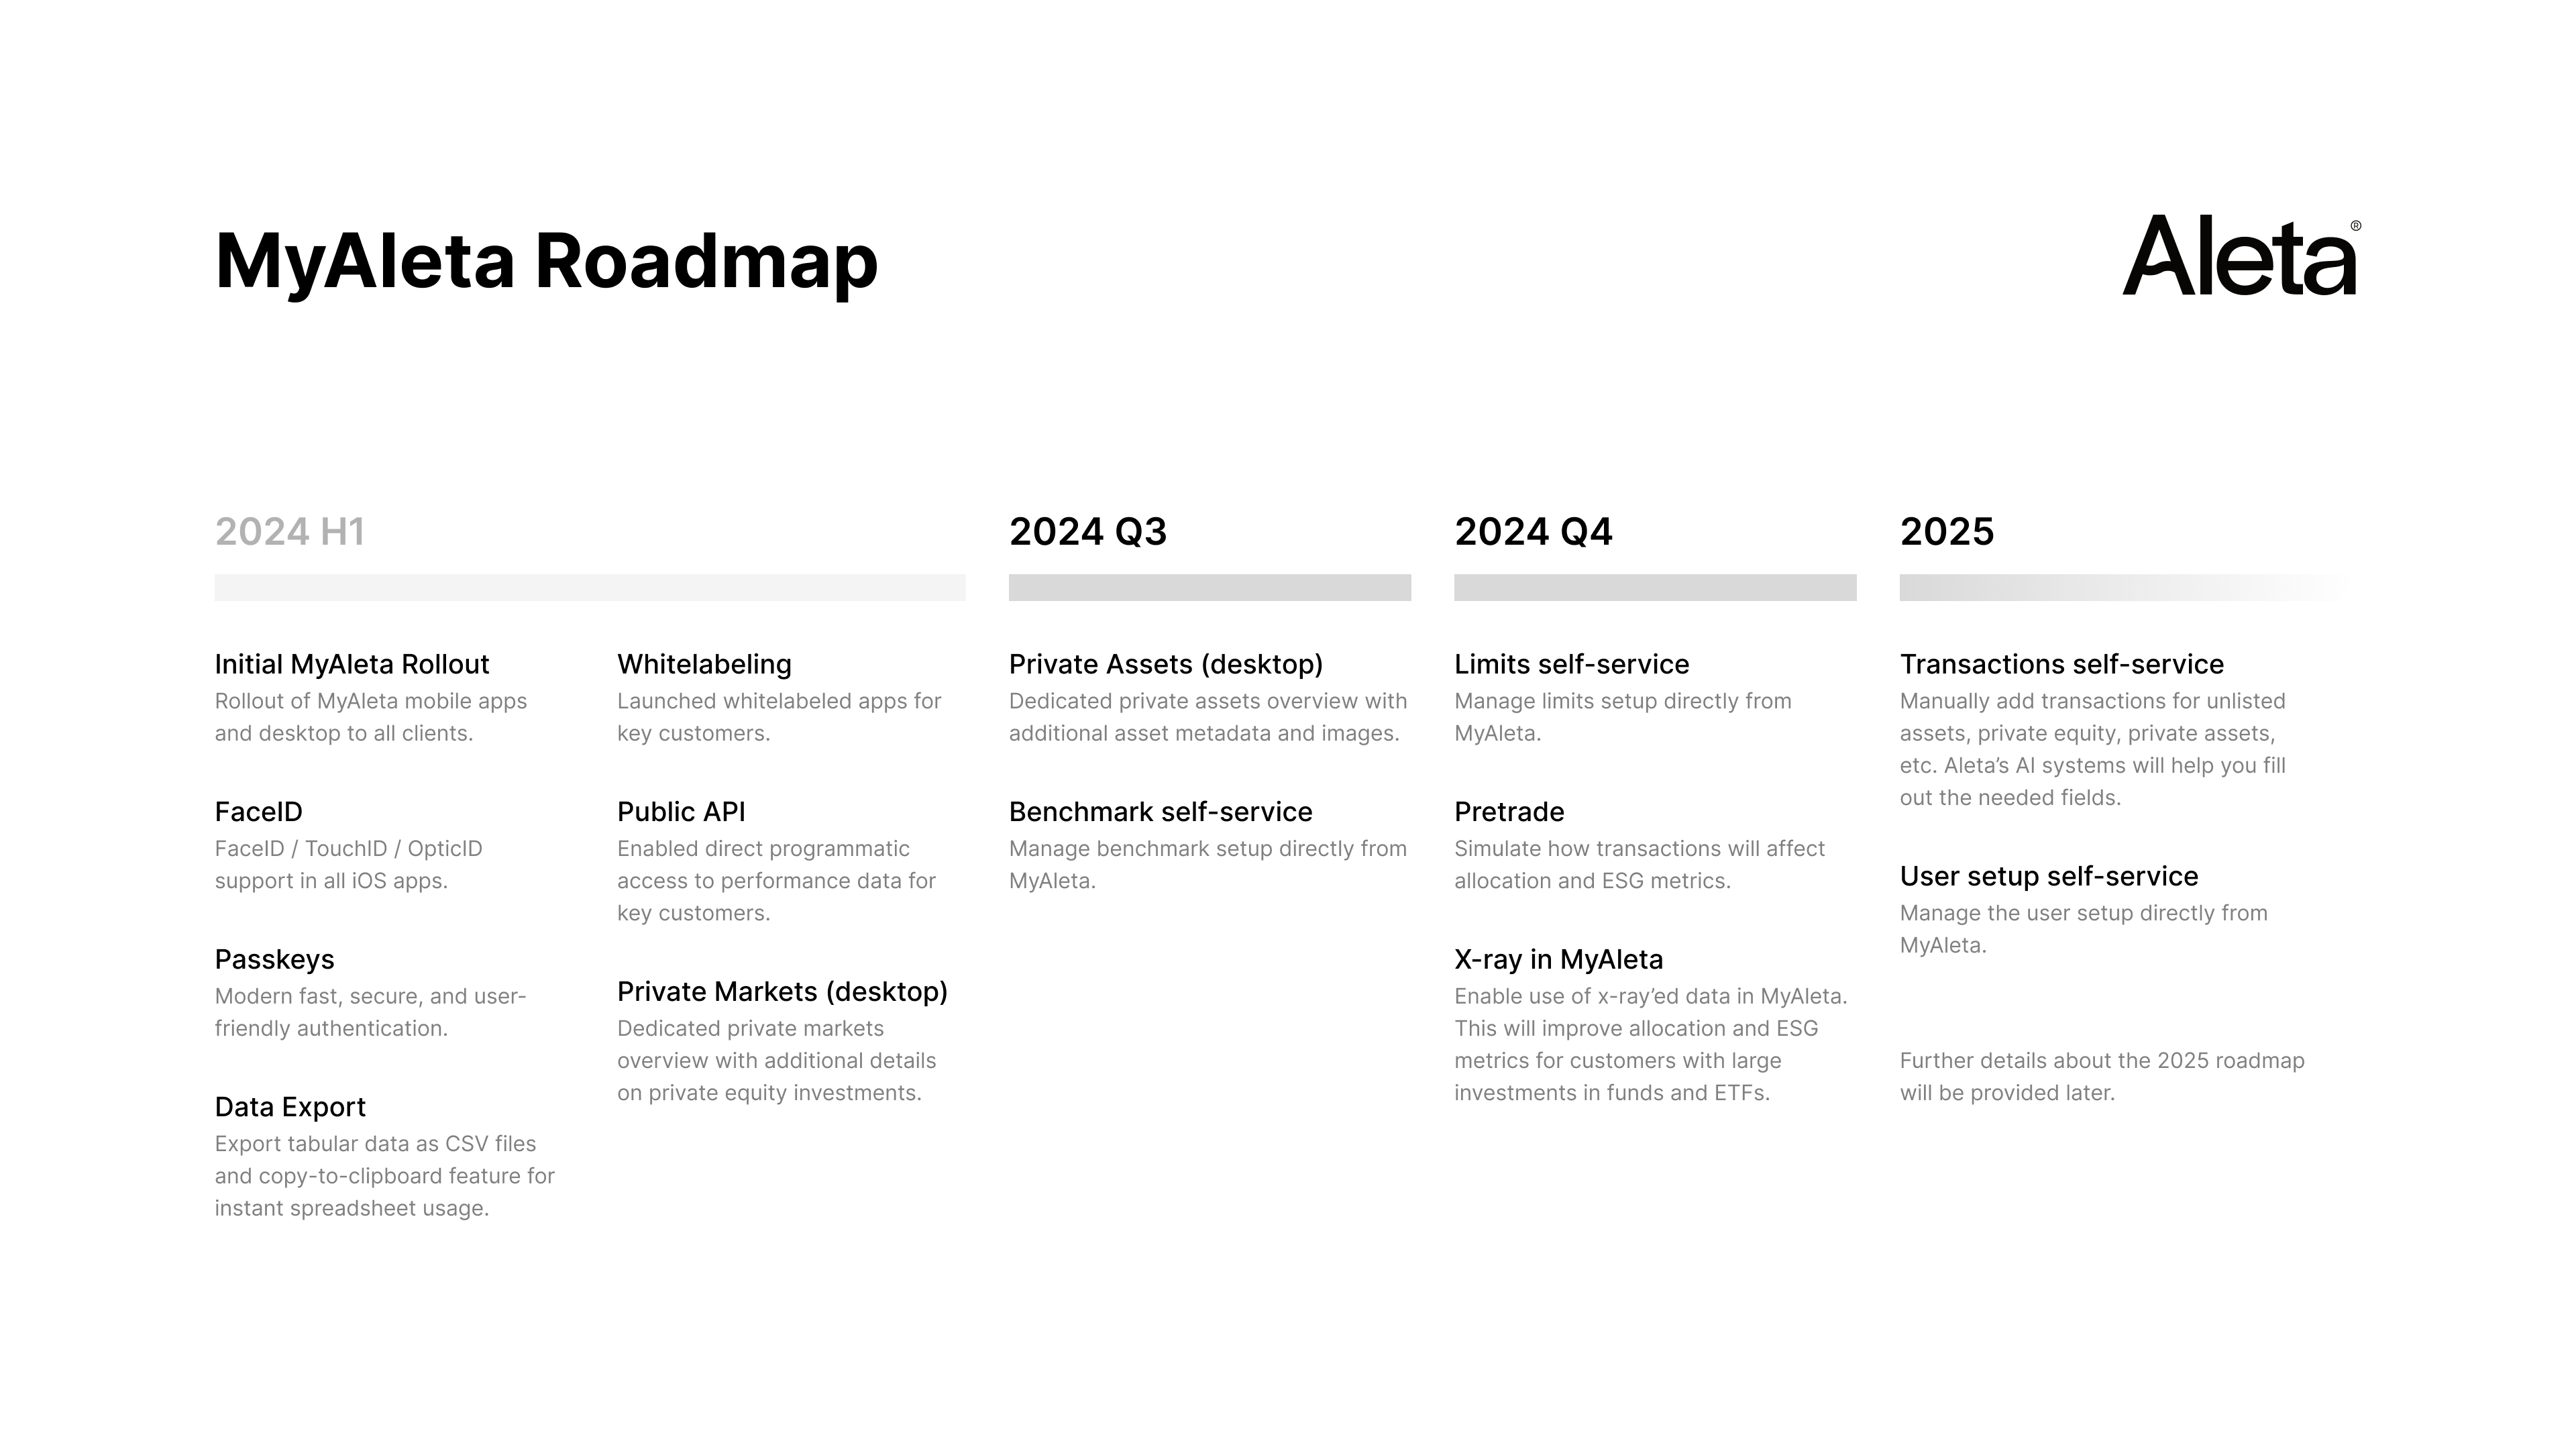 MyAleta Roadmap
Aleta®
2024 H1
Initial MyAleta Rollout
Rollout of MyAleta mobile apps
and desktop to all clients.
FaceID
FaceID / TouchID / OpticID
support in all iOS apps.
Passkeys
Modern fast, secure, and user-
friendly authentication.
Data Export
Export tabular data as CSV files
and copy-to-clipboard feature for
instant spreadsheet usage.
Whitelabeling
Launched whitelabeled apps for
key customers.
Public API
Enabled direct programmatic
access to performance data for
key customers.
Private Markets (desktop)
Dedicated private markets
overview with additional details
on private equity investments.
2024 Q3
Private Assets (desktop)
Dedicated private assets overview with
additional asset metadata and images.
Benchmark self-service
Manage benchmark setup directly from
MyAleta.
2024 Q4
Limits self-service
Manage limits setup directly from
MyAleta.
Pretrade
Simulate how transactions will affect
allocation and ESG metrics.
X-ray in MyAleta
Enable use of x-ray’ed data in MyAleta.
This will improve allocation and ESG
metrics for customers with large
investments in funds and ETFs.
2025
Transactions self-service
Manually add transactions for unlisted
assets, private equity, private assets,
etc. Aleta’s AI systems will help you fill
out the needed fields.
User setup self-service
Manage the user setup directly from
MyAleta.
Further details about the 2025 roadmap
will be provided later.